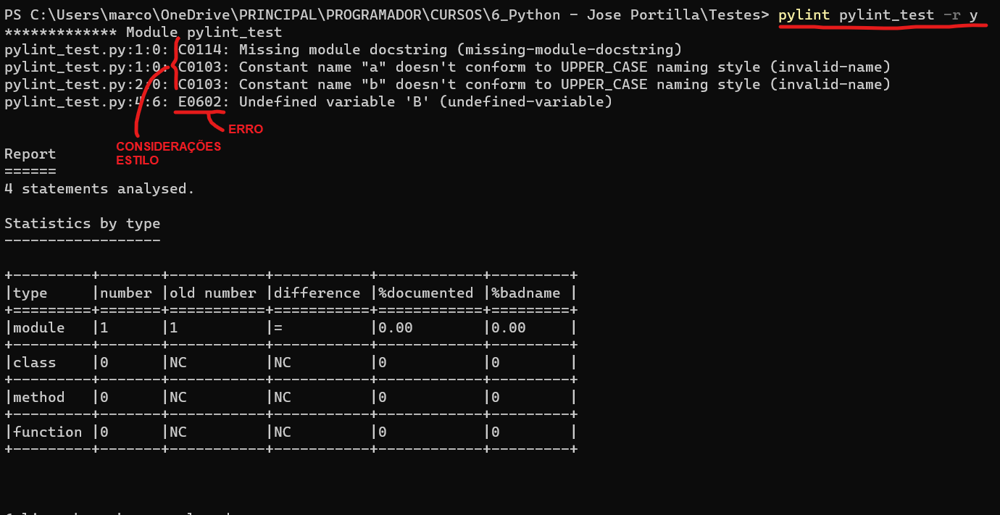 PS C:\Users\marco\OneDrive\PRINCIPAL\PROGRAMADOR\CURSOS\6_Python - Jose Portilla\Testes> pylint pylint_test -r y
************* Module pylint_test
pylint_test.py:1:0: C0114: Missing module docstring (missing-module-docstring)
pylint_test.py:1:0: C0103: Constant name "a" doesn't conform to UPPER_CASE naming style (invalid-name)
pylint_test.py:2:0: C0103: Constant name "b" doesn't conform to UPPER_CASE naming style (invalid-name)
pylint_test.py:4:6: E0602: Undefined variable 'B' (undefined-variable)
ERRO
CONSIDERAÇÕES
ESTILO
Report
======
4 statements analysed.
Statistics by type
------------------
+---------+-------+-----------+-----------+------------+---------+
|type     |number |old number |difference |%documented |%badname |
+=========+=======+===========+===========+============+=========+
|module   |1      |1          |=          |0.00        |0.00     |
+---------+-------+-----------+-----------+------------+---------+
|class    |0      |NC         |NC         |0           |0        |
+---------+-------+-----------+-----------+------------+---------+
|method   |0      |NC         |NC         |0           |0        |
+---------+-------+-----------+-----------+------------+---------+
|function |0      |NC         |NC         |0           |0        |
+---------+-------+-----------+-----------+------------+---------+